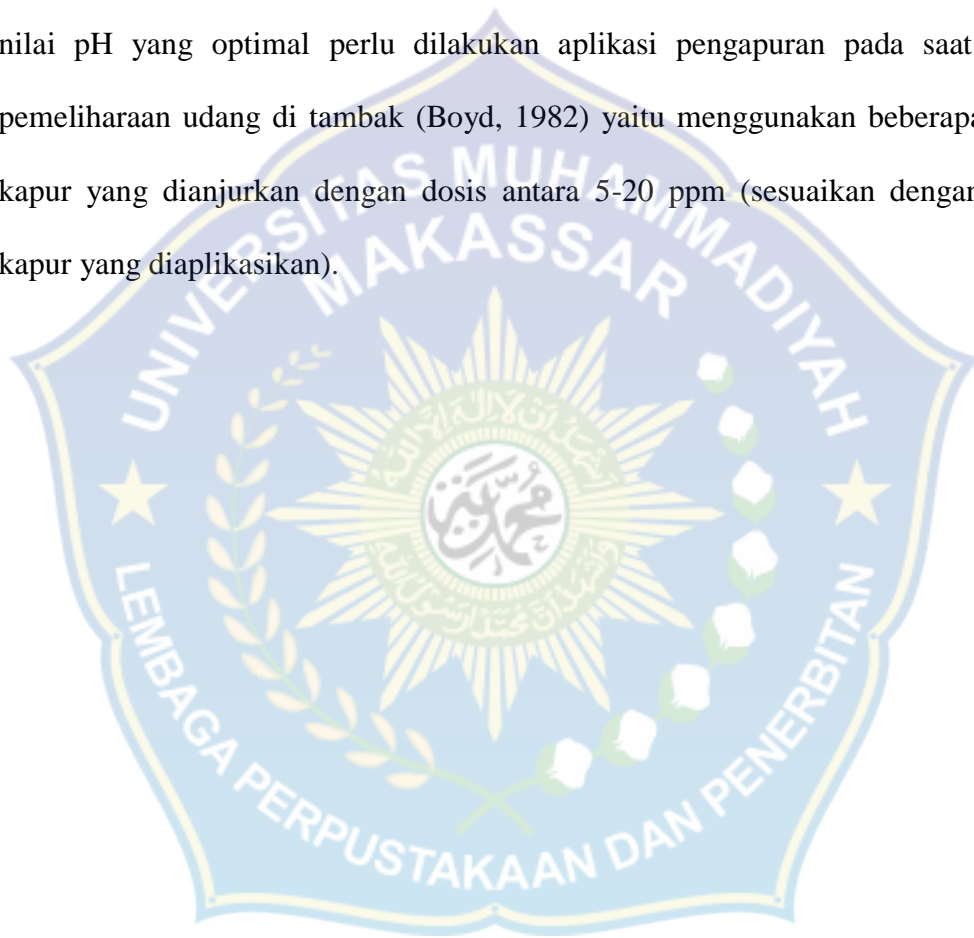 nilai pH yang optimal perlu dilakukan aplikasi pengapuran pada saat
pemeliharaan udang di tambak (Boyd, 1982) yaitu menggunakan beberapa
kapur yang dianjurkan dengan dosis antara 5-20 ppm (sesuaikan dengan
kapur yang diaplikasikan).
UNIVERSITAS MUHAMMADIYAH
MAKASSAR
LEMBAGA PERPUSTAKAAN DAN PENERBITAN